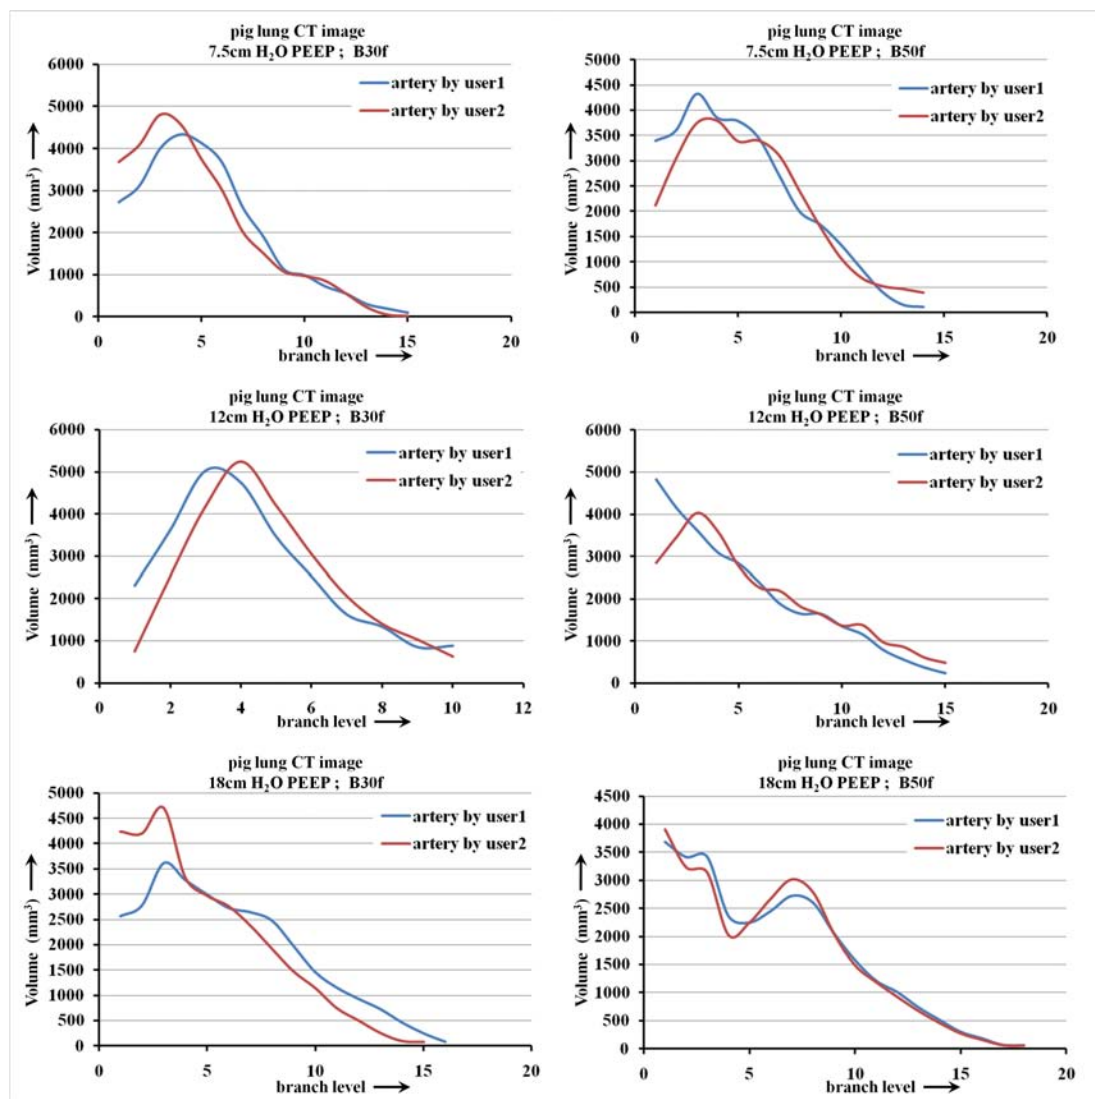 pig lung CT image
7.5cm H₂O PEEP ; B30f
6000
5000
4000
3000
2000
1000
0
Volume (mm³)
artery by user1
artery by user2
0 5 10 15 20
branch level
pig lung CT image
7.5cm H₂O PEEP ; B50f
5000
4500
4000
3500
3000
2500
2000
1500
1000
500
0
Volume (mm³)
artery by user1
artery by user2
0 5 10 15 20
branch level
pig lung CT image
12cm H₂O PEEP ; B30f
6000
5000
4000
3000
2000
1000
0
Volume (mm³)
artery by user1
artery by user2
0 2 4 6 8 10 12
branch level
pig lung CT image
12cm H₂O PEEP ; B50f
6000
5000
4000
3000
2000
1000
0
Volume (mm³)
artery by user1
artery by user2
0 5 10 15 20
branch level
pig lung CT image
18cm H₂O PEEP ; B30f
5000
4500
4000
3500
3000
2500
2000
1500
1000
500
0
Volume (mm³)
artery by user1
artery by user2
0 5 10 15 20
branch level
pig lung CT image
18cm H₂O PEEP ; B50f
4500
4000
3500
3000
2500
2000
1500
1000
500
0
Volume (mm³)
artery by user1
artery by user2
0 5 10 15 20
branch level